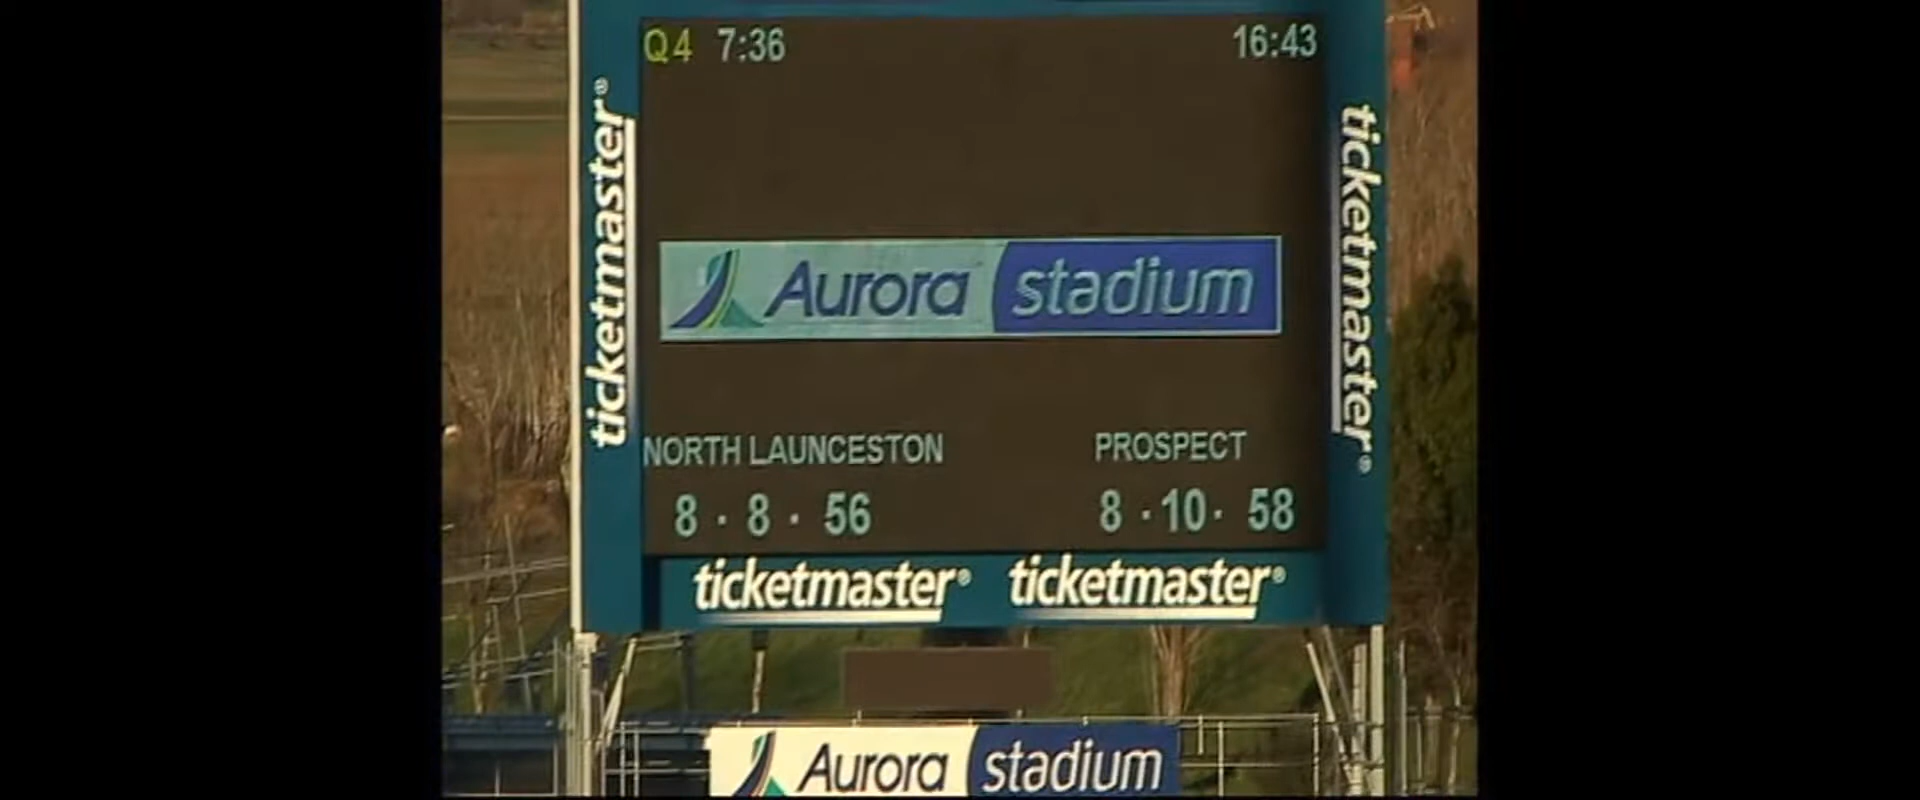 Q4 7:36 16:43
ticketmaster®
ticketmaster®
Aurora stadium
NORTH LAUNCESTON PROSPECT
8 · 8 · 56 8 · 10 · 58
ticketmaster® ticketmaster®
Aurora stadium